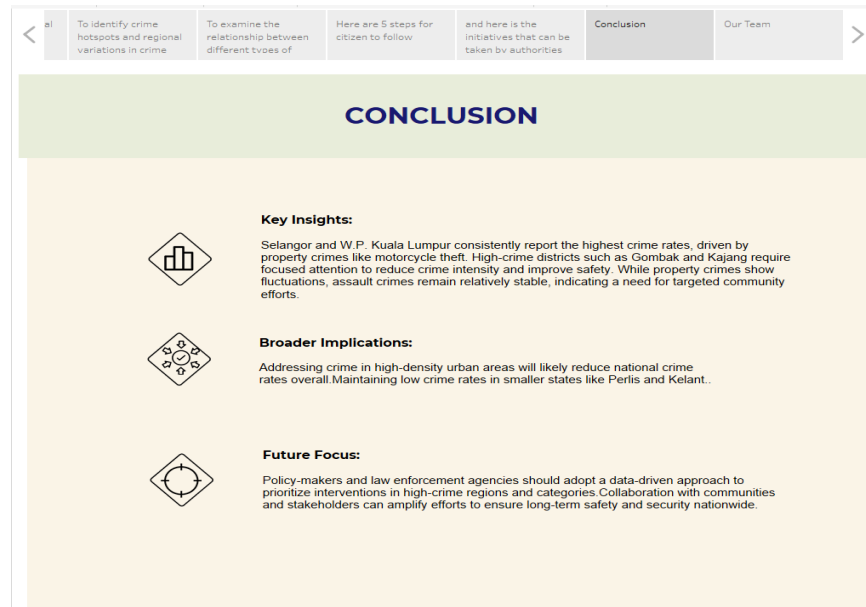 al
To identify crime
hotspots and regional
variations in crime
To examine the
relationship between
different types of
Here are 5 steps for
citizen to follow
and here is the
initiatives that can be
taken by authorities
Conclusion
Our Team
CONCLUSION
Key Insights:
Selangor and W.P. Kuala Lumpur consistently report the highest crime rates, driven by
property crimes like motorcycle theft. High-crime districts such as Gombak and Kajang require
focused attention to reduce crime intensity and improve safety. While property crimes show
fluctuations, assault crimes remain relatively stable, indicating a need for targeted community
efforts.
Broader Implications:
Addressing crime in high-density urban areas will likely reduce national crime
rates overall.Maintaining low crime rates in smaller states like Perlis and Kelant..
Future Focus:
Policy-makers and law enforcement agencies should adopt a data-driven approach to
prioritize interventions in high-crime regions and categories.Collaboration with communities
and stakeholders can amplify efforts to ensure long-term safety and security nationwide.